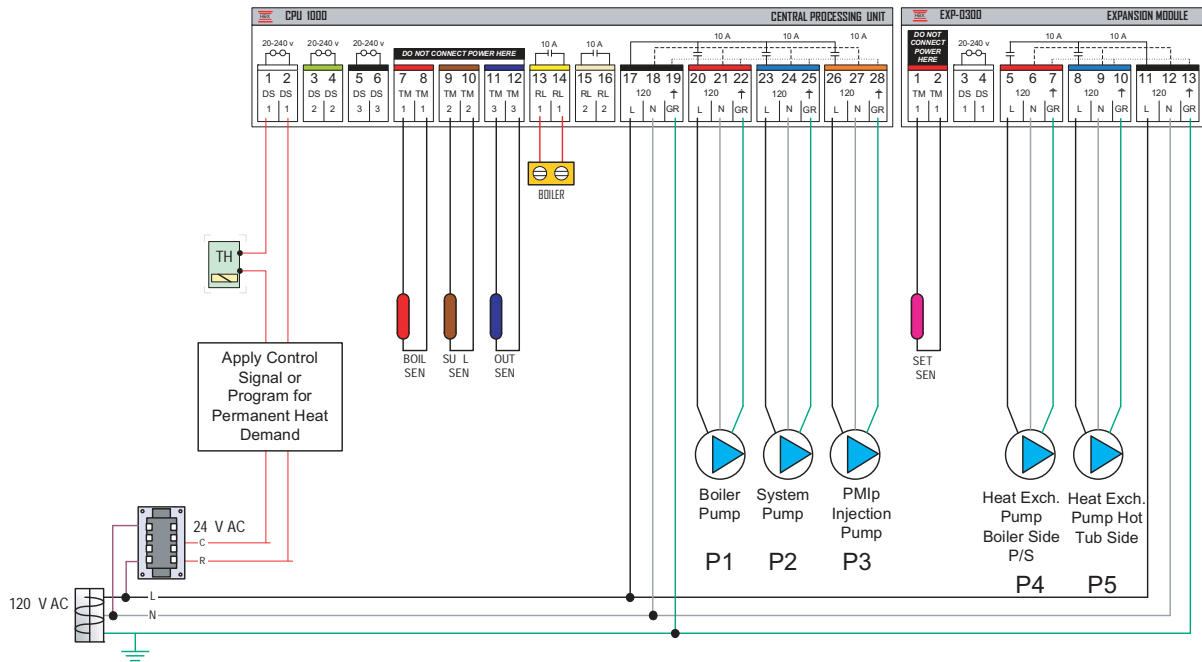 HBX CPU 1000 CENTRAL PROCESSING UNIT
20-240 v 20-240 v 20-240 v DO NOT CONNECT POWER HERE 10 A 10 A 10 A 10 A 10 A
1 2 3 4 5 6 7 8 9 10 11 12 13 14 15 16 17 18 19 20 21 22 23 24 25 26 27 28
DS DS DS DS DS DS TM TM TM TM TM TM RL RL RL RL 120 120 120 120
1 1 2 2 3 3 1 1 2 2 3 3 1 1 2 2 L N GR L N GR L N GR L N GR
HBX EXP-0300 EXPANSION MODULE
DO NOT
CONNECT
POWER
HERE
20-240 v 10 A 10 A
1 2 3 4 5 6 7 8 9 10 11 12 13
TM TM DS DS 120 120 120
1 1 1 1 L N GR L N GR L N GR
BOILER
TH
BOIL
SEN
SU L
SEN
OUT
SEN
SET
SEN
Apply Control
Signal or
Program for
Permanent Heat
Demand
Boiler
Pump
P1
System
Pump
P2
PMIp
Injection
Pump
P3
Heat Exch.
Pump
Boiler Side
P/S
P4
Heat Exch.
Pump Hot
Tub Side
P5
24 V AC
C
R
120 V AC
L
N